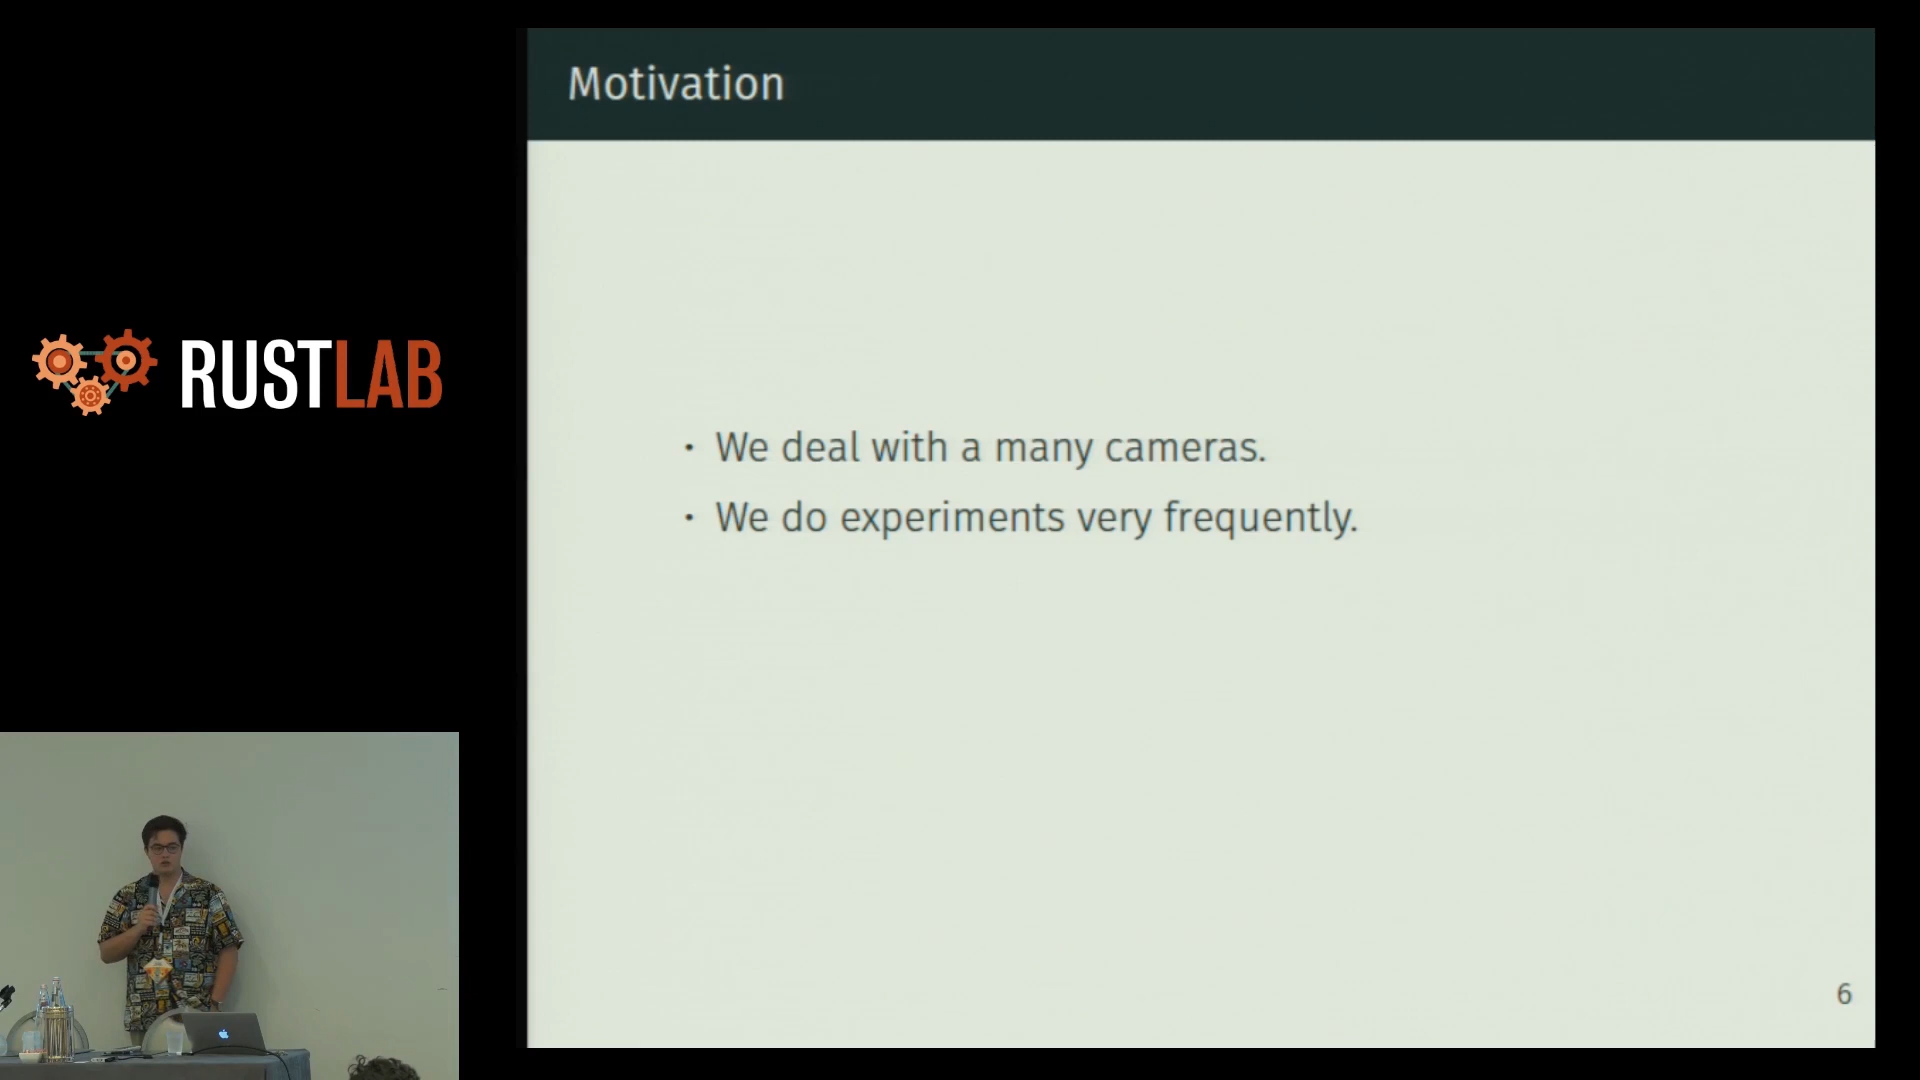 Motivation
RUSTLAB
• We deal with a many cameras.
• We do experiments very frequently.
6